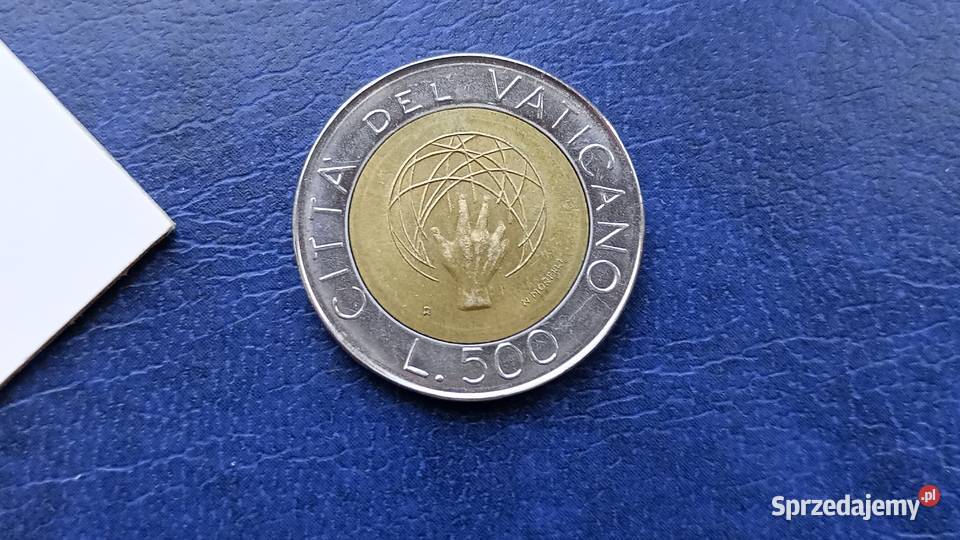 CITTA' DEL VATICANO
L. 500
R
Sprzedajemy.pl